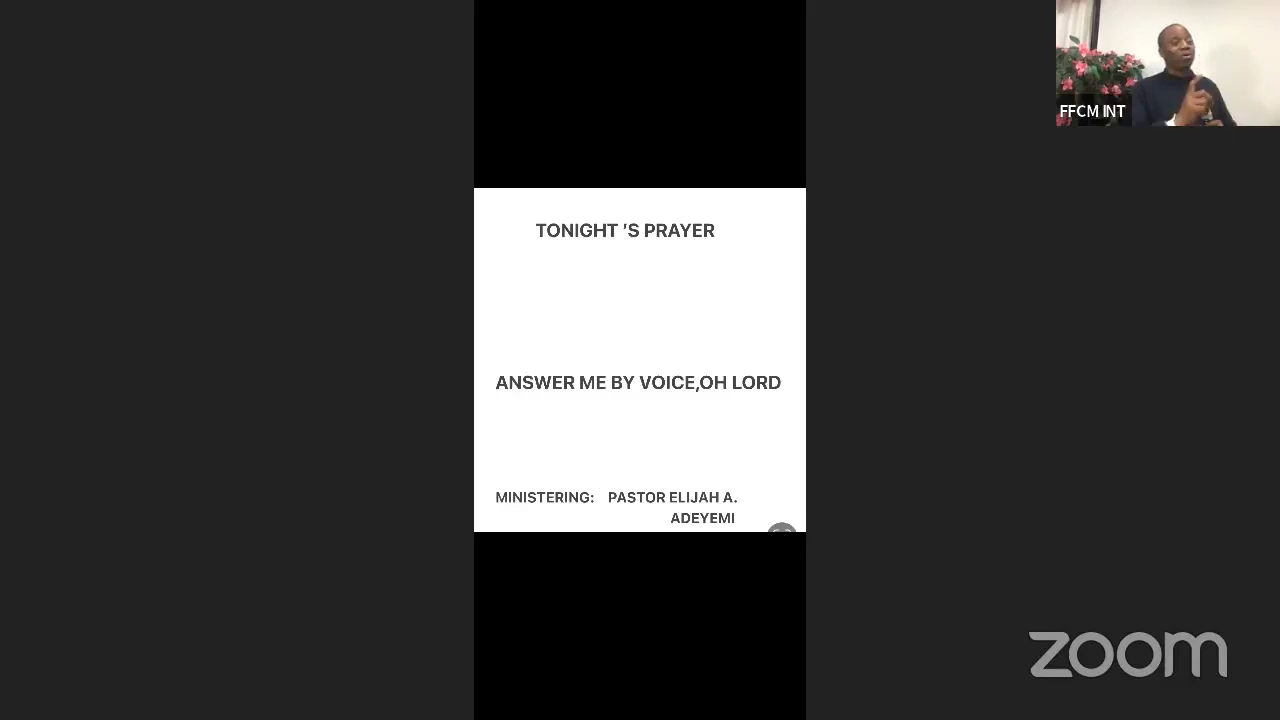 FFCM INT
TONIGHT 'S PRAYER
ANSWER ME BY VOICE,OH LORD
MINISTERING: PASTOR ELIJAH A.
ADEYEMI
zoom